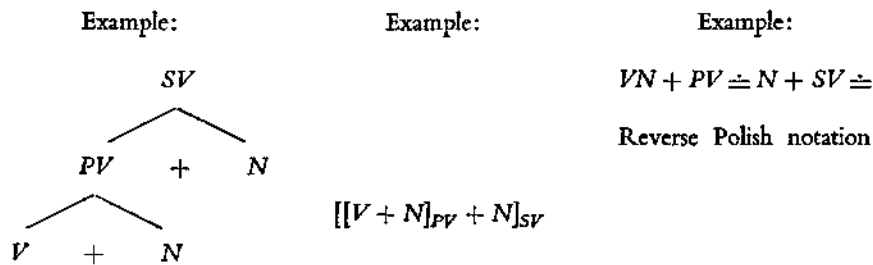 Example:
SV
PV + N
V + N
Example:
[[V + N]PV + N]SV
Example:
VN + PV ≐ N + SV ≐
Reverse Polish notation